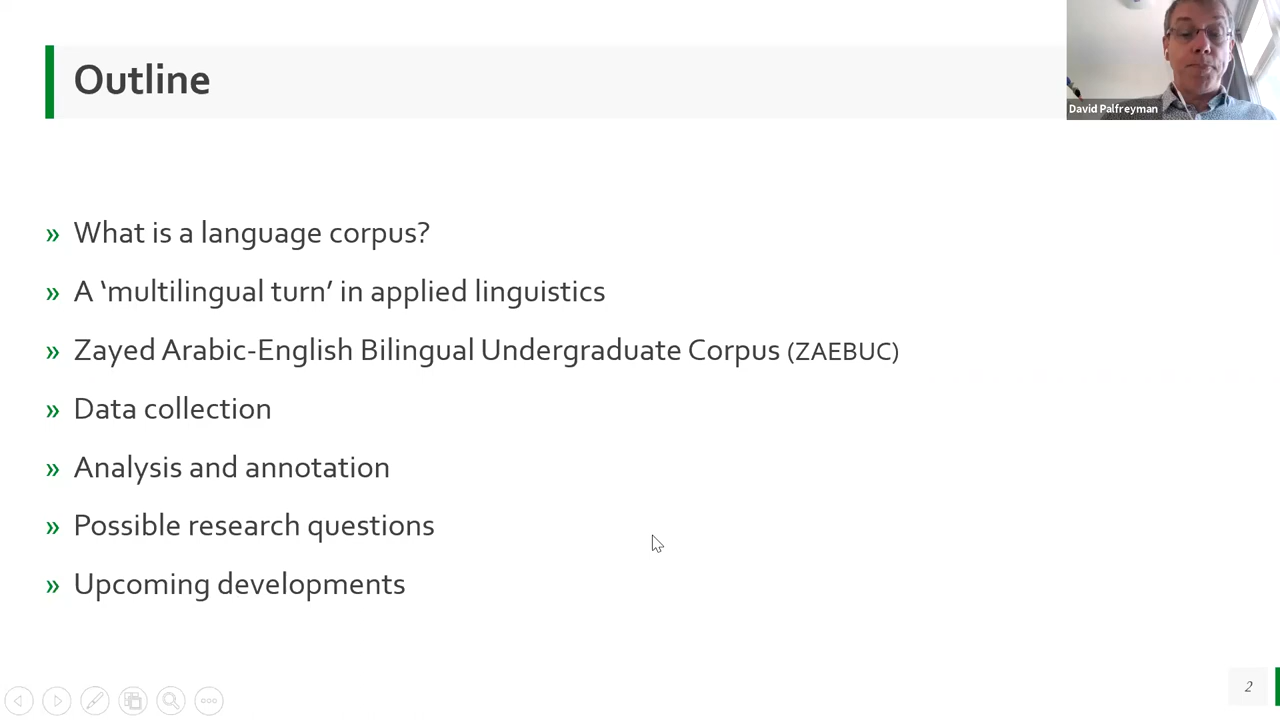 Outline
David Palfreyman
» What is a language corpus?
» A ‘multilingual turn’ in applied linguistics
» Zayed Arabic-English Bilingual Undergraduate Corpus (ZAEBUC)
» Data collection
» Analysis and annotation
» Possible research questions
» Upcoming developments
2